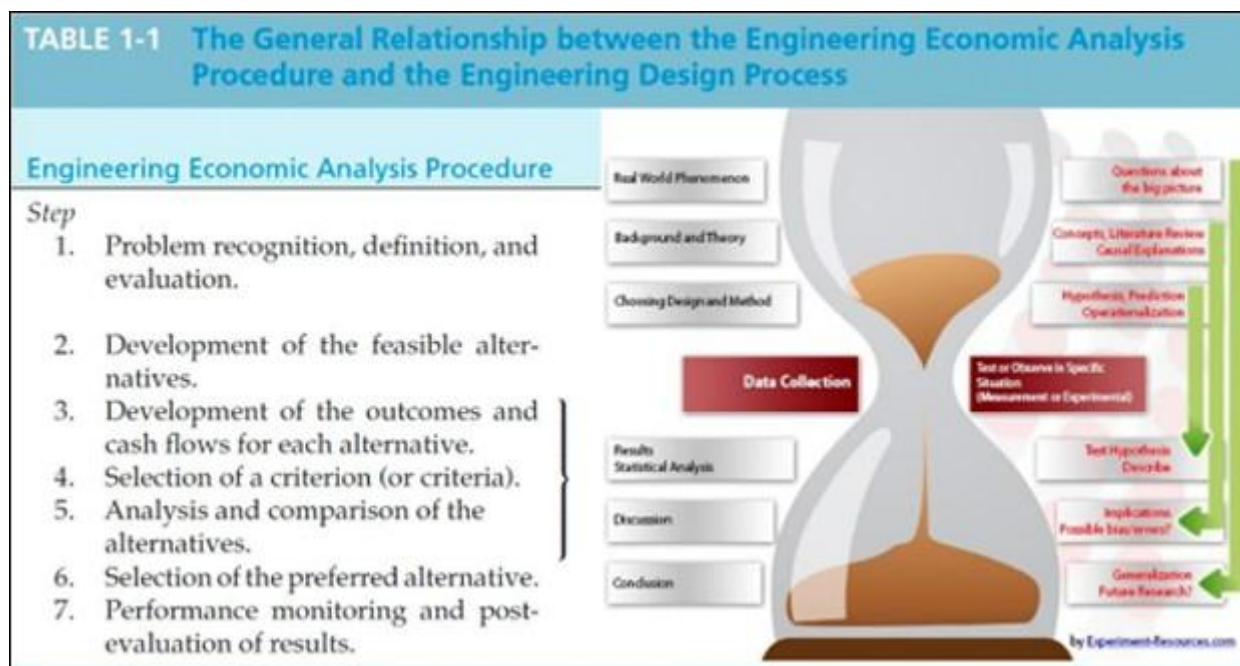 TABLE 1-1 The General Relationship between the Engineering Economic Analysis
Procedure and the Engineering Design Process
Engineering Economic Analysis Procedure
Step
1. Problem recognition, definition, and
evaluation.
2. Development of the feasible alter-
natives.
3. Development of the outcomes and
cash flows for each alternative.
4. Selection of a criterion (or criteria).
5. Analysis and comparison of the
alternatives.
6. Selection of the preferred alternative.
7. Performance monitoring and post-
evaluation of results.
Real World Phenomenon
Questions about
the big picture
Background and Theory
Concepts, Literature Review
Causal Explanations
Choosing Design and Method
Hypothesis, Prediction
Operationalization
Data Collection
Test or Observe in Specific
Situation
(Measurement or Experimental)
Results
Statistical Analysis
Test Hypothesis
Describe
Discussion
Implications
Possible bias/errors?
Conclusion
Generalization
Future Research?
by Experiment-Resources.com